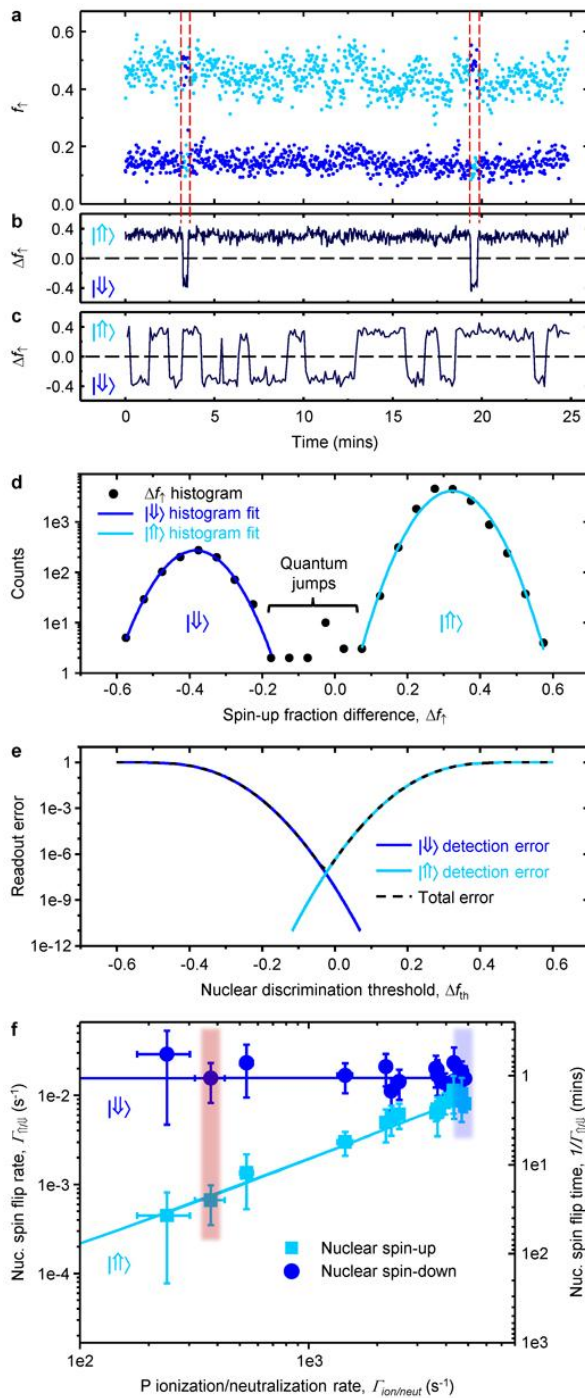 a
0.6
0.4
f↑
0.2
0.0
b
|⇑⟩
0.4
Δf↑
0.0
|⇓⟩
-0.4
c
|⇑⟩
0.4
Δf↑
0.0
|⇓⟩
-0.4
0 5 10 15 20 25
Time (mins)
d
Δf↑ histogram
|⇓⟩ histogram fit
|⇑⟩ histogram fit
Quantum
jumps
1e3
1e2
1e1
1
Counts
|⇓⟩
|⇑⟩
-0.6 -0.4 -0.2 0.0 0.2 0.4 0.6
Spin-up fraction difference, Δf↑
e
1
1e-3
1e-6
1e-9
1e-12
Readout error
|⇓⟩ detection error
|⇑⟩ detection error
Total error
-0.6 -0.4 -0.2 0.0 0.2 0.4 0.6
Nuclear discrimination threshold, Δfth
f
1e-2
1e-3
1e-4
Nuc. spin flip rate, Γ⇑/⇓ (s⁻¹)
|⇓⟩
|⇑⟩
Nuclear spin-up
Nuclear spin-down
1
1e1
1e2
1e3
Nuc. spin flip time, 1/Γ⇑/⇓ (mins)
1e2 1e3
P ionization/neutralization rate, Γion/neut (s⁻¹)